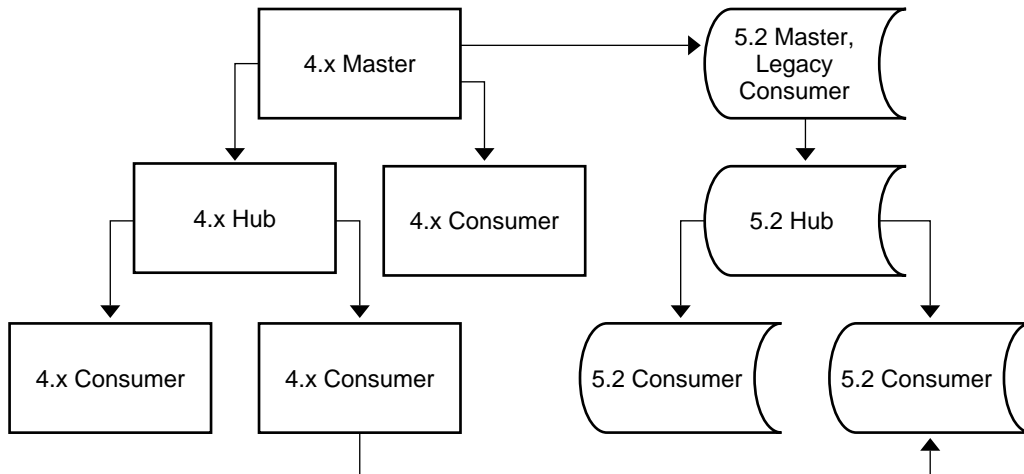 4.x Master
5.2 Master,
Legacy
Consumer
4.x Hub
4.x Consumer
5.2 Hub
4.x Consumer
4.x Consumer
5.2 Consumer
5.2 Consumer